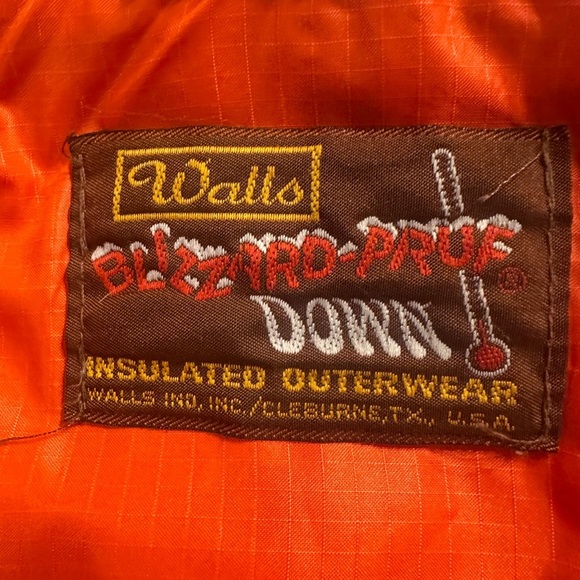 Walls
BLIZZARD-PRUF®
DOWN
INSULATED OUTERWEAR
WALLS IND, INC./CLEBURNE, TX., U.S.A.